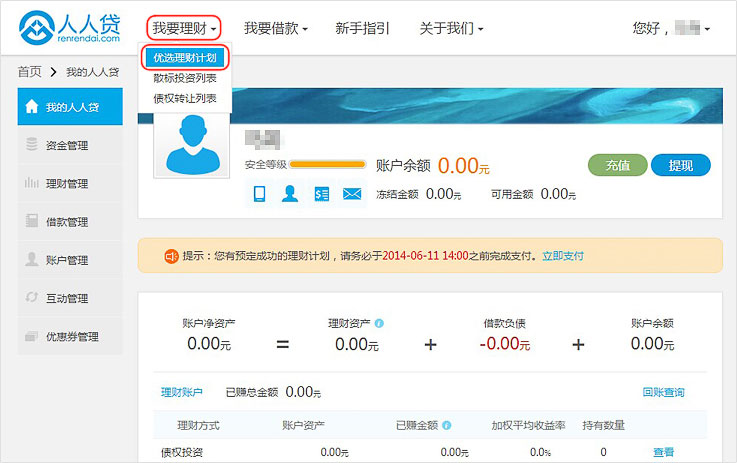 人人贷
renrendai.com
我要理财 我要借款 新手指引 关于我们 您好，
优选理财计划
散标投资列表
债权转让列表
首页 > 我的人人贷
我的人人贷
资金管理
理财管理
借款管理
账户管理
互动管理
优惠券管理
安全等级 账户余额 0.00元 充值 提现
冻结金额 0.00元 可用金额 0.00元
提示：您有预定成功的理财计划，请务必于2014-06-11 14:00之前完成支付。立即支付
账户净资产 理财资产 借款负债 账户余额
0.00元 = 0.00元 + -0.00元 + 0.00元
理财账户 已赚总金额 0.00元 回账查询
理财方式 账户资产 已赚金额 加权平均收益率 持有数量
债权投资 0.00元 0.00元 0.0% 0 查看